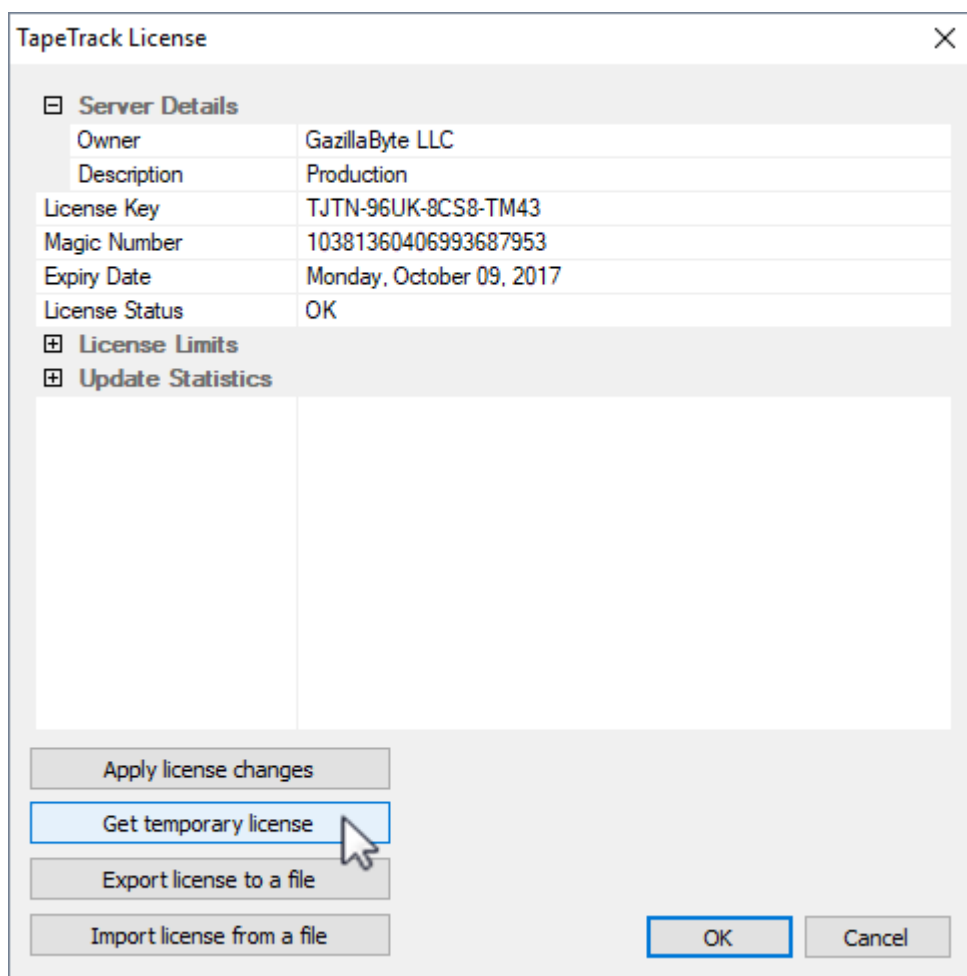 TapeTrack License
Server Details
Owner GazillaByte LLC
Description Production
License Key TJTN-96UK-8CS8-TM43
Magic Number 10381360406993687953
Expiry Date Monday, October 09, 2017
License Status OK
License Limits
Update Statistics
Apply license changes
Get temporary license
Export license to a file
Import license from a file
OK Cancel